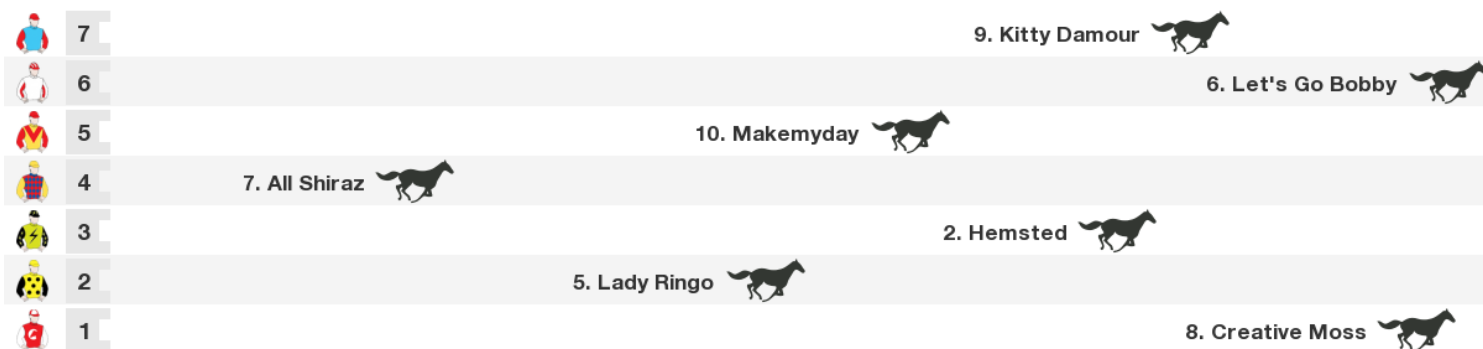 7 9. Kitty Damour
6 6. Let's Go Bobby
5 10. Makemyday
4 7. All Shiraz
3 2. Hemsted
2 5. Lady Ringo
1 8. Creative Moss